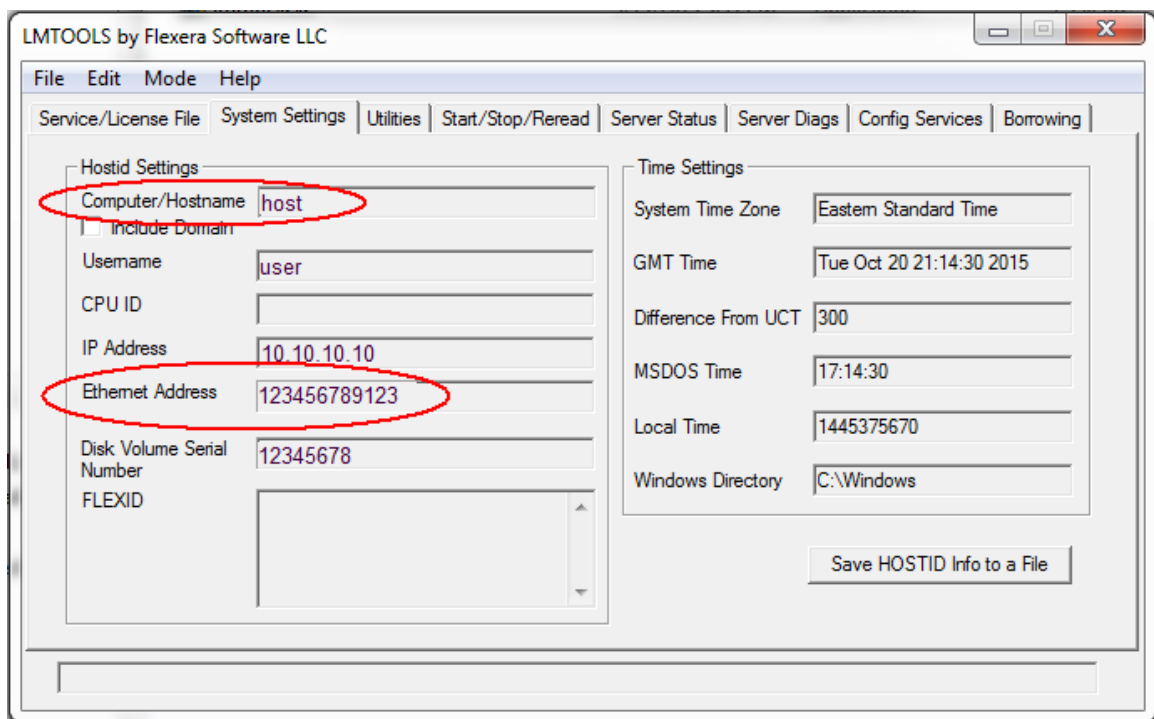 LMTOOLS by Flexera Software LLC
File Edit Mode Help
Service/License File System Settings Utilities Start/Stop/Reread Server Status Server Diags Config Services Borrowing
Hostid Settings
Computer/Hostname host
Include Domain
Username user
CPU ID
IP Address 10.10.10.10
Ethernet Address 123456789123
Disk Volume Serial
Number 12345678
FLEXID
Time Settings
System Time Zone Eastern Standard Time
GMT Time Tue Oct 20 21:14:30 2015
Difference From UCT 300
MSDOS Time 17:14:30
Local Time 1445375670
Windows Directory C:\Windows
Save HOSTID Info to a File